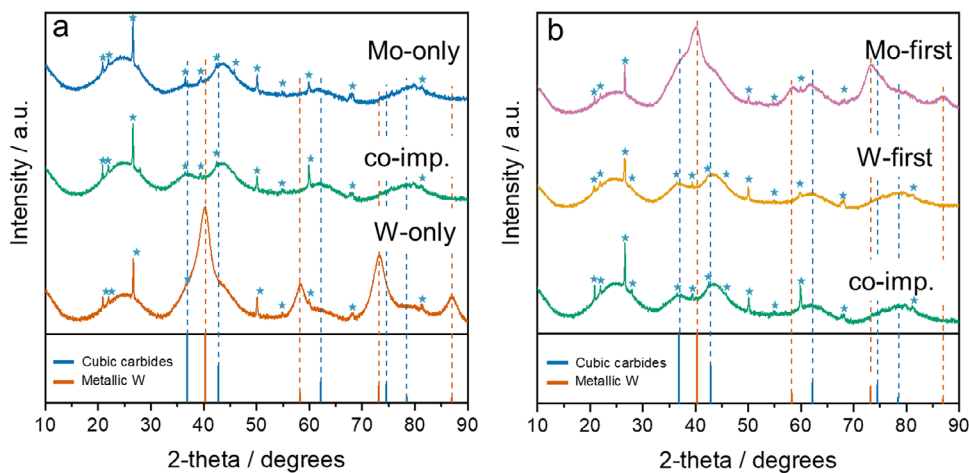 a
Mo-only
co-imp.
W-only
Intensity / a.u.
Cubic carbides
Metallic W
10 20 30 40 50 60 70 80 90
2-theta / degrees
b
Mo-first
W-first
co-imp.
Intensity / a.u.
Cubic carbides
Metallic W
10 20 30 40 50 60 70 80 90
2-theta / degrees